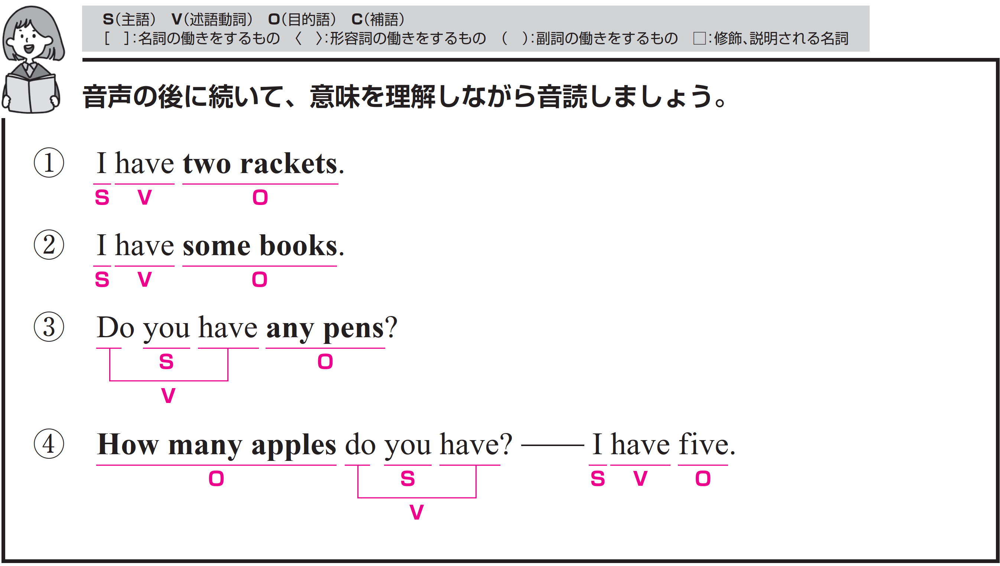 S（主語）　V（述語動詞）　O（目的語）　C（補語）
［　］：名詞の働きをするもの　〈　〉：形容詞の働きをするもの　（　）：副詞の働きをするもの　□：修飾、説明される名詞
音声の後に続いて、意味を理解しながら音読しましょう。
① I have two rackets.
S V O
② I have some books.
S V O
③ Do you have any pens?
S O
V
④ How many apples do you have? —— I have five.
O S S V O
V